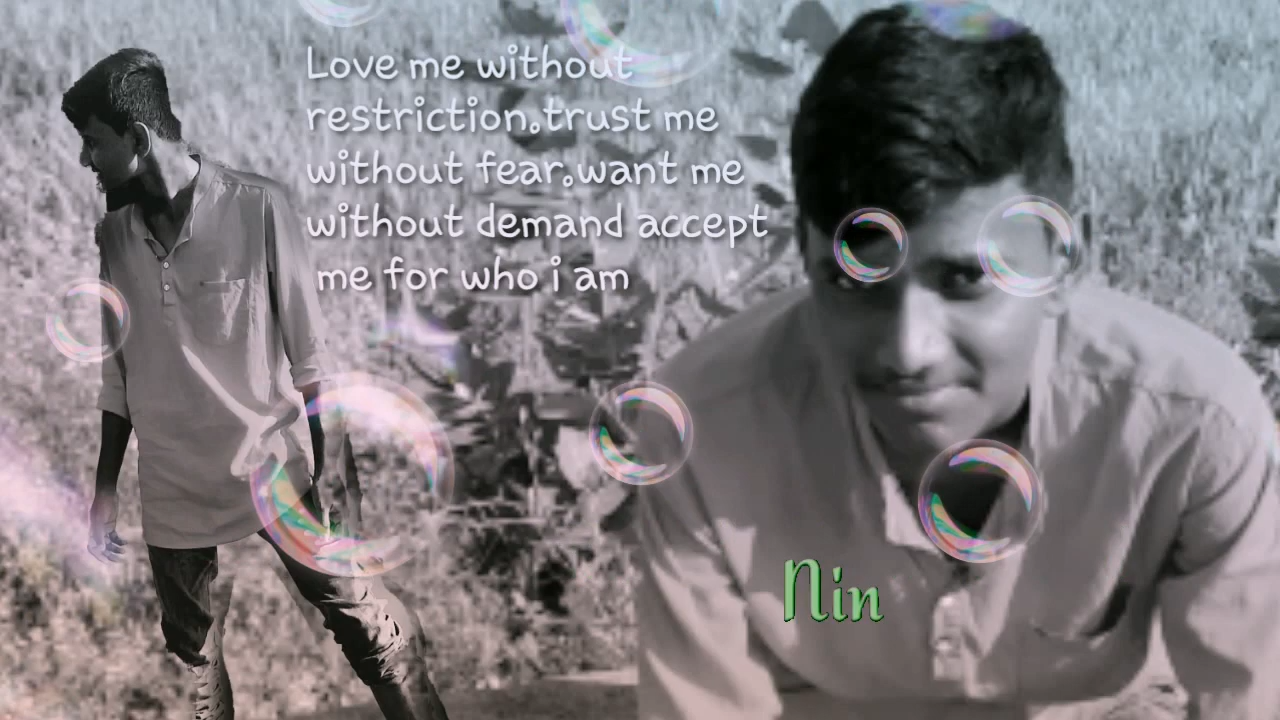 Love me without
restriction.trust me
without fear.want me
without demand accept
me for who i am
Nin